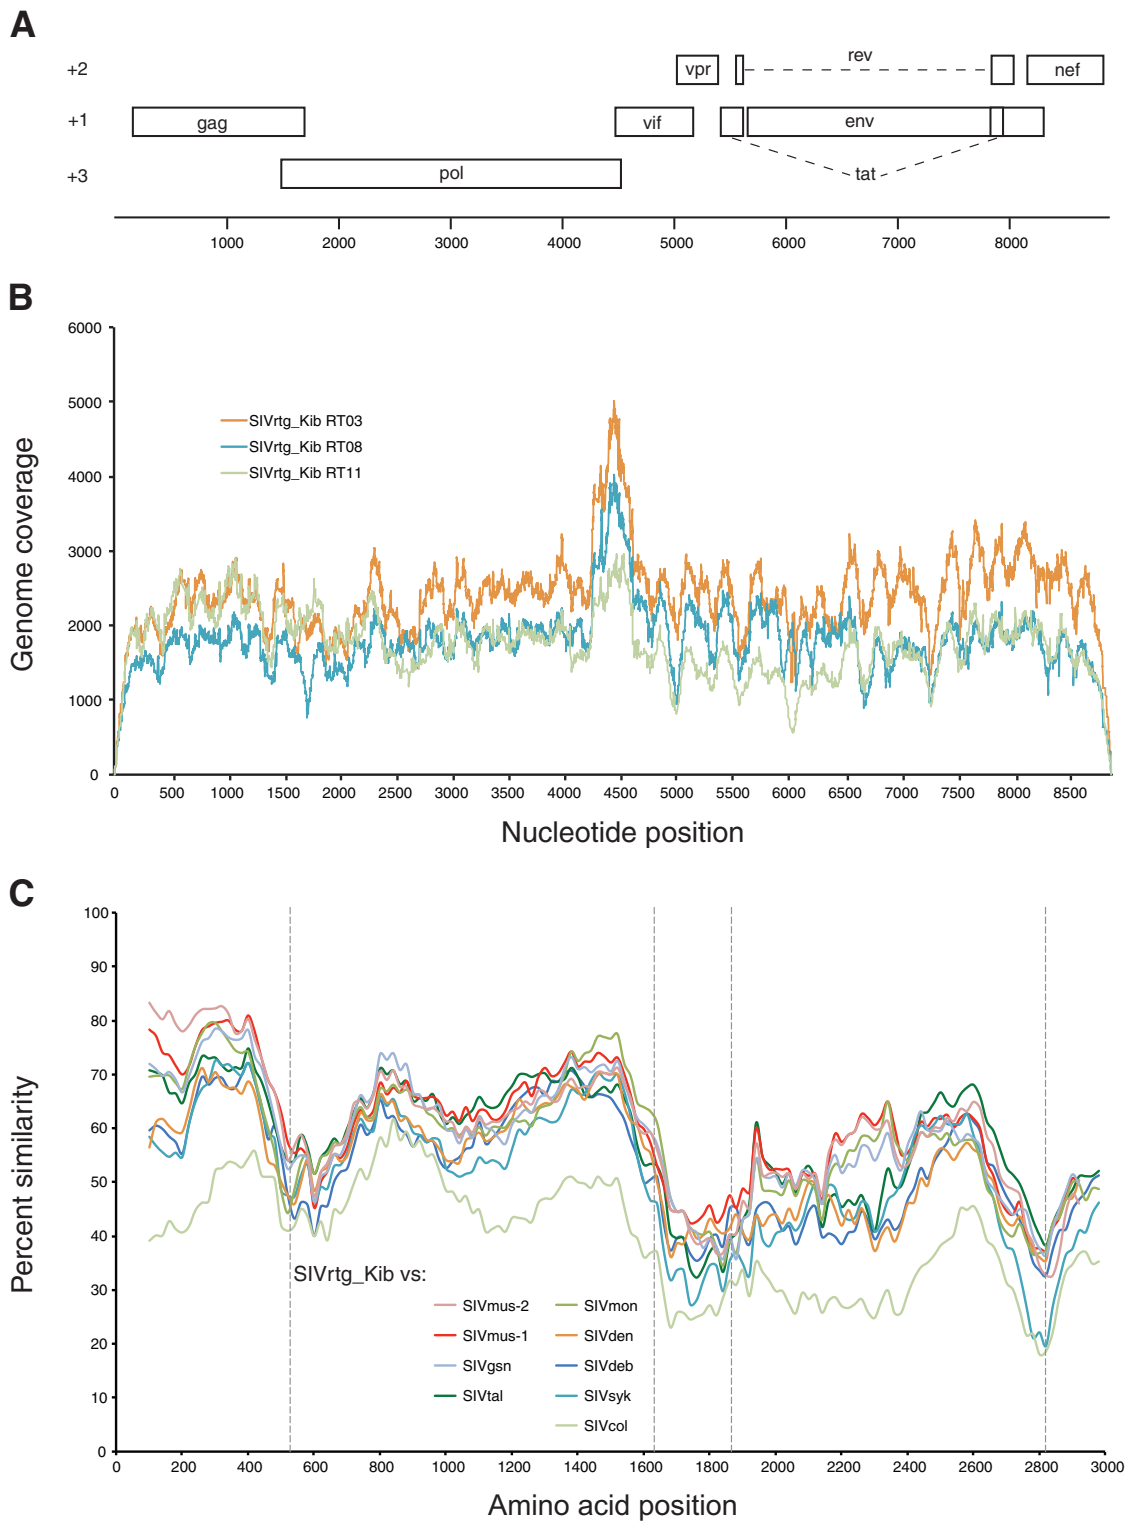 A
+2
vpr
rev
nef
+1
gag
vif
env
+3
pol
tat
1000 2000 3000 4000 5000 6000 7000 8000
B
6000
5000
4000
3000
2000
1000
0
Genome coverage
SIVrtg_Kib RT03
SIVrtg_Kib RT08
SIVrtg_Kib RT11
0 500 1000 1500 2000 2500 3000 3500 4000 4500 5000 5500 6000 6500 7000 7500 8000 8500
Nucleotide position
C
100
90
80
70
60
50
40
30
20
10
0
Percent similarity
SIVrtg_Kib vs:
SIVmus-2
SIVmus-1
SIVgsn
SIVtal
SIVmon
SIVden
SIVdeb
SIVsyk
SIVcol
0 200 400 600 800 1000 1200 1400 1600 1800 2000 2200 2400 2600 2800 3000
Amino acid position